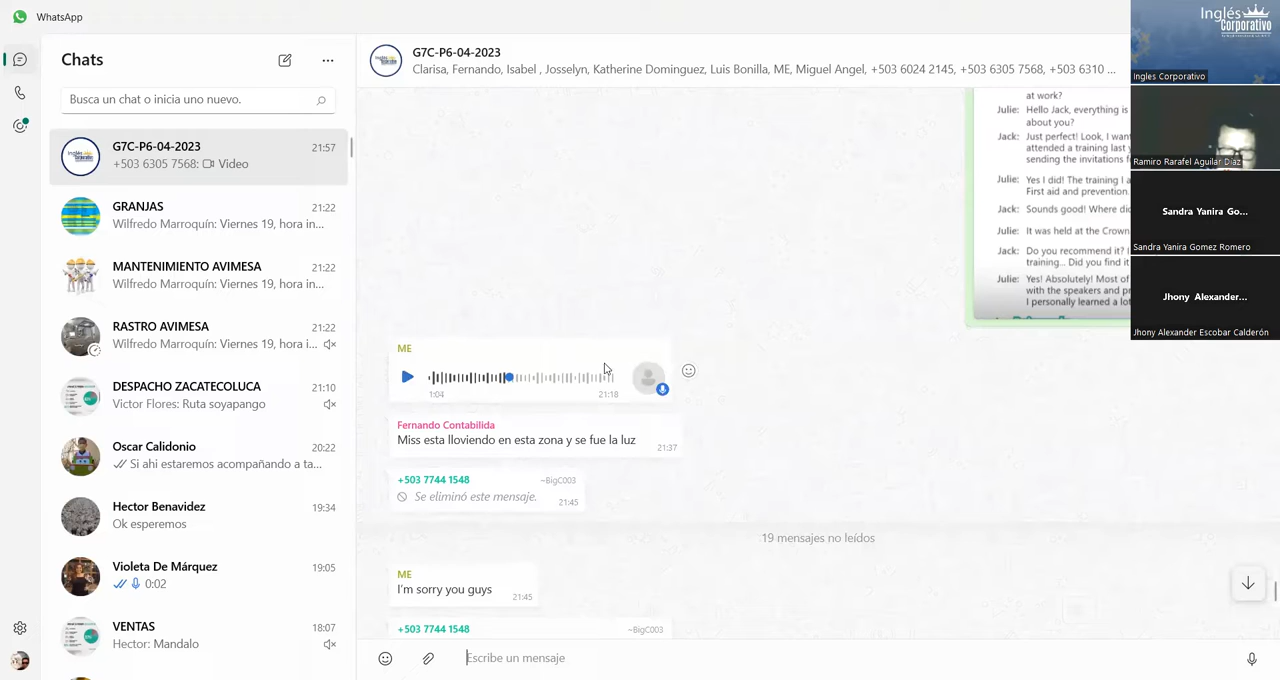 WhatsApp
Chats
Busca un chat o inicia uno nuevo.
G7C-P6-04-2023
21:57
+503 6305 7568: Video
GRANJAS
21:22
Wilfredo Marroquín: Viernes 19, hora in...
MANTENIMIENTO AVIMESA
21:22
Wilfredo Marroquín: Viernes 19, hora in...
RASTRO AVIMESA
21:22
Wilfredo Marroquín: Viernes 19, hora i...
DESPACHO ZACATECOLUCA
21:10
Victor Flores: Ruta soyapango
Oscar Calidonio
20:22
Si ahi estaremos acompañando a ta...
Hector Benavidez
19:34
Ok esperemos
Violeta De Márquez
19:05
0:02
VENTAS
18:07
Hector: Mandalo
G7C-P6-04-2023
Clarisa, Fernando, Isabel , Josselyn, Katherine Dominguez, Luis Bonilla, ME, Miguel Angel, +503 6024 2145, +503 6305 7568, +503 6310 ...
at work?
Julie: Hello Jack, everything is
about you?
Jack: Just perfect! Look, I want
attended a training last
sending the invitations f
Julie: Yes I did! The training I a
First aid and prevention.
Jack: Sounds good! Where did
Julie: It was held at the Crown
Jack: Do you recommend it? I
training... Did you find it
Julie: Yes! Absolutely! Most of
with the speakers and pr
I personally learned a lot
ME
1:04
21:18
Fernando Contabilida
Miss esta lloviendo en esta zona y se fue la luz
21:37
+503 7744 1548
~BigC003
Se eliminó este mensaje.
21:45
19 mensajes no leídos
ME
I'm sorry you guys
21:45
+503 7744 1548
~BigC003
Escribe un mensaje
Inglés
Corporativo
Ingles Corporativo
Ramiro Rarafel Aguilar Diaz
Sandra Yanira Go...
Sandra Yanira Gomez Romero
Jhony Alexander...
Jhony Alexander Escobar Calderón